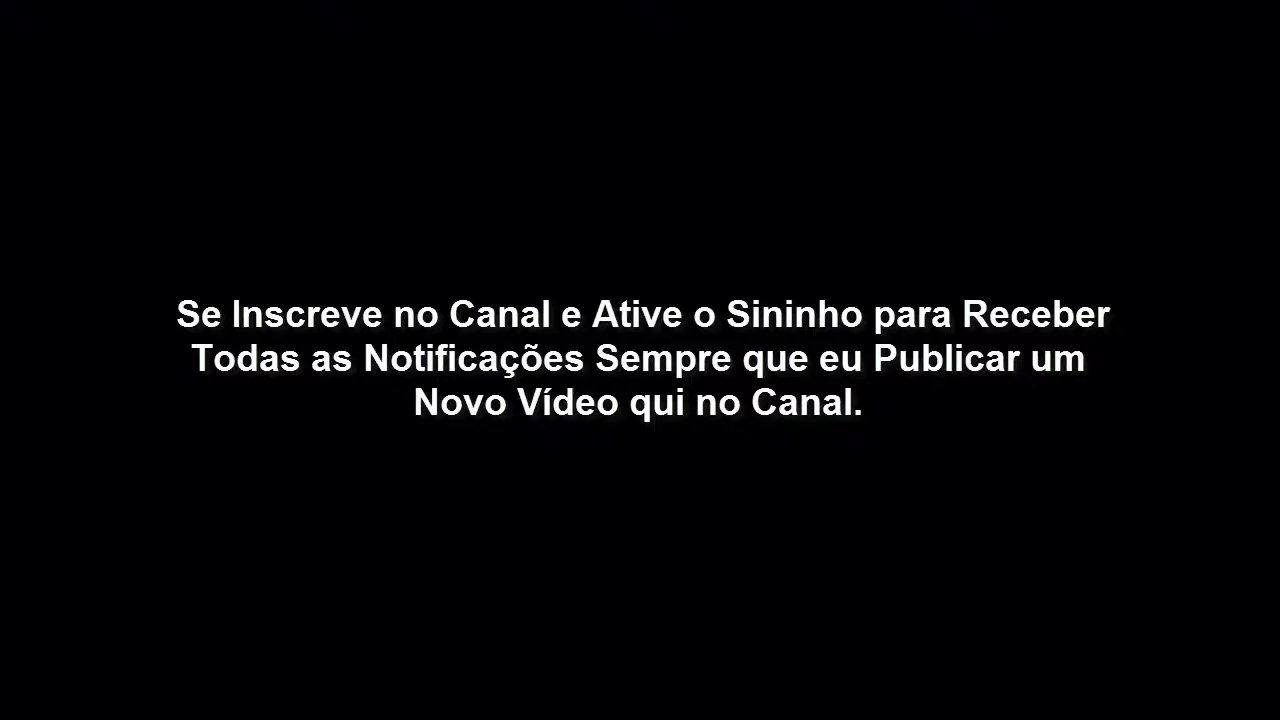 Se Inscreve no Canal e Ative o Sininho para Receber
Todas as Notificações Sempre que eu Publicar um
Novo Vídeo qui no Canal.